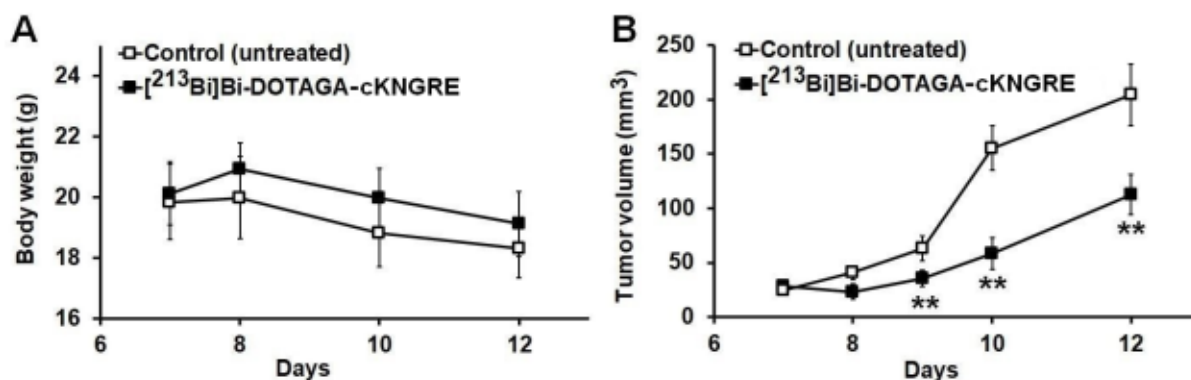 A
Control (untreated)
[²¹³Bi]Bi-DOTAGA-cKNGRE
24
22
20
18
16
Body weight (g)
6
8
10
12
Days
B
Control (untreated)
[²¹³Bi]Bi-DOTAGA-cKNGRE
250
200
150
100
50
0
Tumor volume (mm³)
**
**
**
6
8
10
12
Days